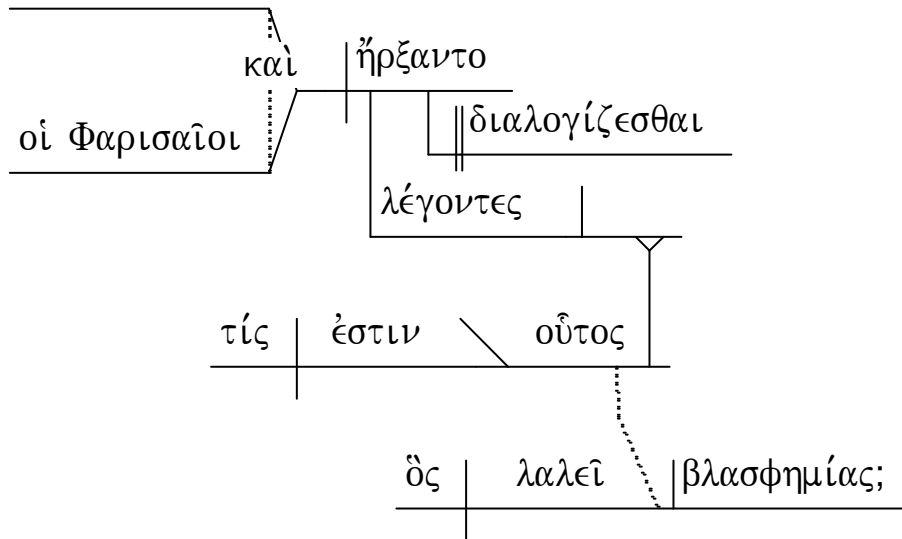 καὶ ἤρξαντο
οἱ Φαρισαῖοι διαλογίζεσθαι
λέγοντες
τίς ἐστιν οὗτος
ὃς λαλεῖ βλασφημίας;